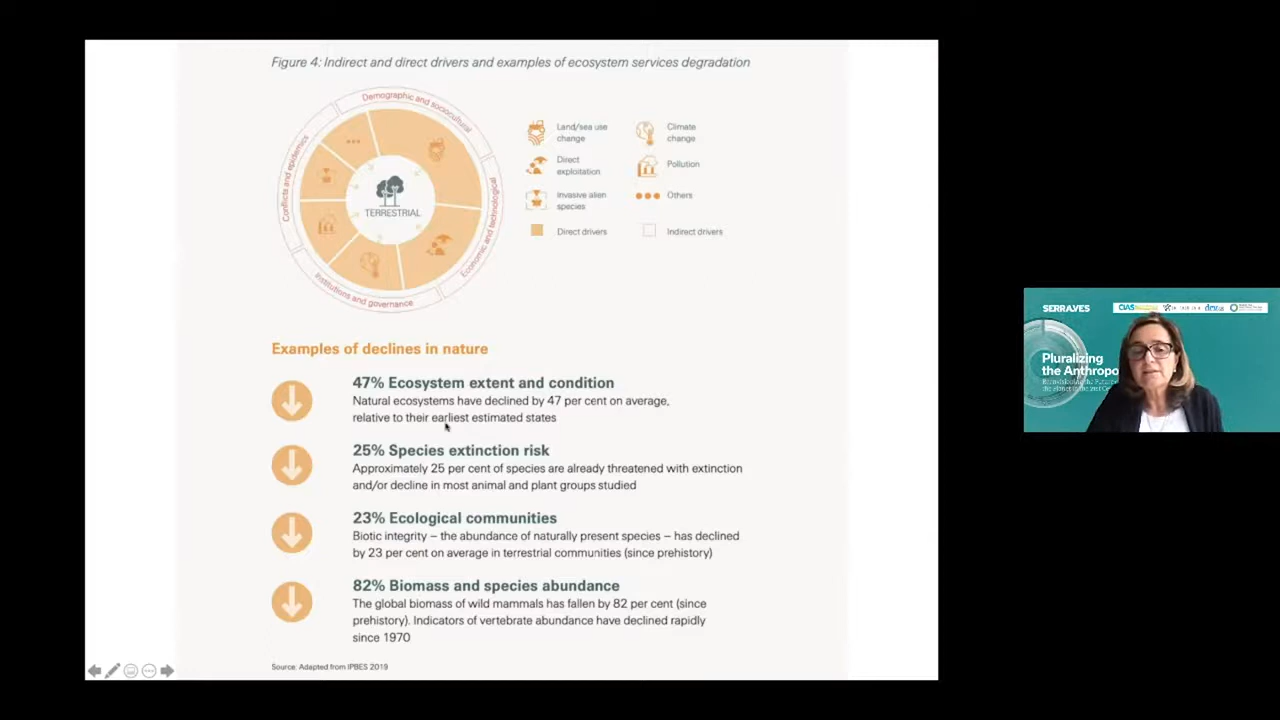 Figure 4: Indirect and direct drivers and examples of ecosystem services degradation
Demographic and sociocultural
Conflicts and epidemics
Economic and technological
Institutions and governance
TERRESTRIAL
Land/sea use
change
Climate
change
Direct
exploitation
Pollution
Invasive alien
species
Others
Direct drivers
Indirect drivers
Examples of declines in nature
47% Ecosystem extent and condition
Natural ecosystems have declined by 47 per cent on average,
relative to their earliest estimated states
25% Species extinction risk
Approximately 25 per cent of species are already threatened with extinction
and/or decline in most animal and plant groups studied
23% Ecological communities
Biotic integrity – the abundance of naturally present species – has declined
by 23 per cent on average in terrestrial communities (since prehistory)
82% Biomass and species abundance
The global biomass of wild mammals has fallen by 82 per cent (since
prehistory). Indicators of vertebrate abundance have declined rapidly
since 1970
Source: Adapted from IPBES 2019
SERRALVES
Pluralizing
the Anthropo